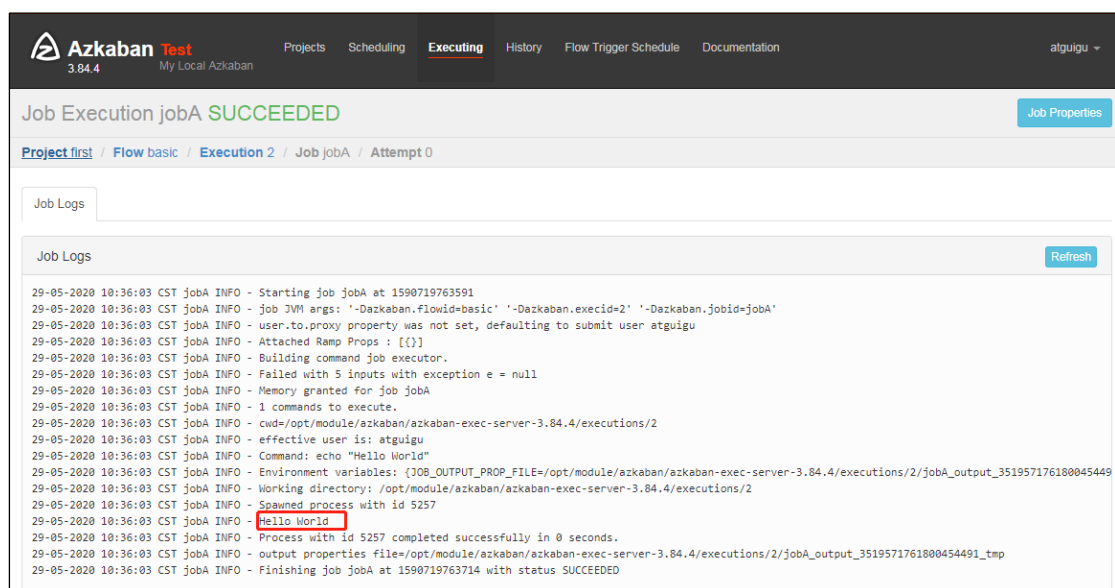 Azkaban Test
3.84.4
My Local Azkaban
Projects Scheduling Executing History Flow Trigger Schedule Documentation
atguigu
Job Execution jobA SUCCEEDED
Job Properties
Project first / Flow basic / Execution 2 / Job jobA / Attempt 0
Job Logs
Job Logs
Refresh
29-05-2020 10:36:03 CST jobA INFO - Starting job jobA at 1590719763591
29-05-2020 10:36:03 CST jobA INFO - job JVM args: '-Dazkaban.flowid=basic' '-Dazkaban.execid=2' '-Dazkaban.jobid=jobA'
29-05-2020 10:36:03 CST jobA INFO - user.to.proxy property was not set, defaulting to submit user atguigu
29-05-2020 10:36:03 CST jobA INFO - Attached Ramp Props : [{}]
29-05-2020 10:36:03 CST jobA INFO - Building command job executor.
29-05-2020 10:36:03 CST jobA INFO - Failed with 5 inputs with exception e = null
29-05-2020 10:36:03 CST jobA INFO - Memory granted for job jobA
29-05-2020 10:36:03 CST jobA INFO - 1 commands to execute.
29-05-2020 10:36:03 CST jobA INFO - cwd=/opt/module/azkaban/azkaban-exec-server-3.84.4/executions/2
29-05-2020 10:36:03 CST jobA INFO - effective user is: atguigu
29-05-2020 10:36:03 CST jobA INFO - Command: echo "Hello World"
29-05-2020 10:36:03 CST jobA INFO - Environment variables: {JOB_OUTPUT_PROP_FILE=/opt/module/azkaban/azkaban-exec-server-3.84.4/executions/2/jobA_output_351957176180045449
29-05-2020 10:36:03 CST jobA INFO - Working directory: /opt/module/azkaban/azkaban-exec-server-3.84.4/executions/2
29-05-2020 10:36:03 CST jobA INFO - Spawned process with id 5257
29-05-2020 10:36:03 CST jobA INFO - Hello World
29-05-2020 10:36:03 CST jobA INFO - Process with id 5257 completed successfully in 0 seconds.
29-05-2020 10:36:03 CST jobA INFO - output properties file=/opt/module/azkaban/azkaban-exec-server-3.84.4/executions/2/jobA_output_3519571761800454491_tmp
29-05-2020 10:36:03 CST jobA INFO - Finishing job jobA at 1590719763714 with status SUCCEEDED